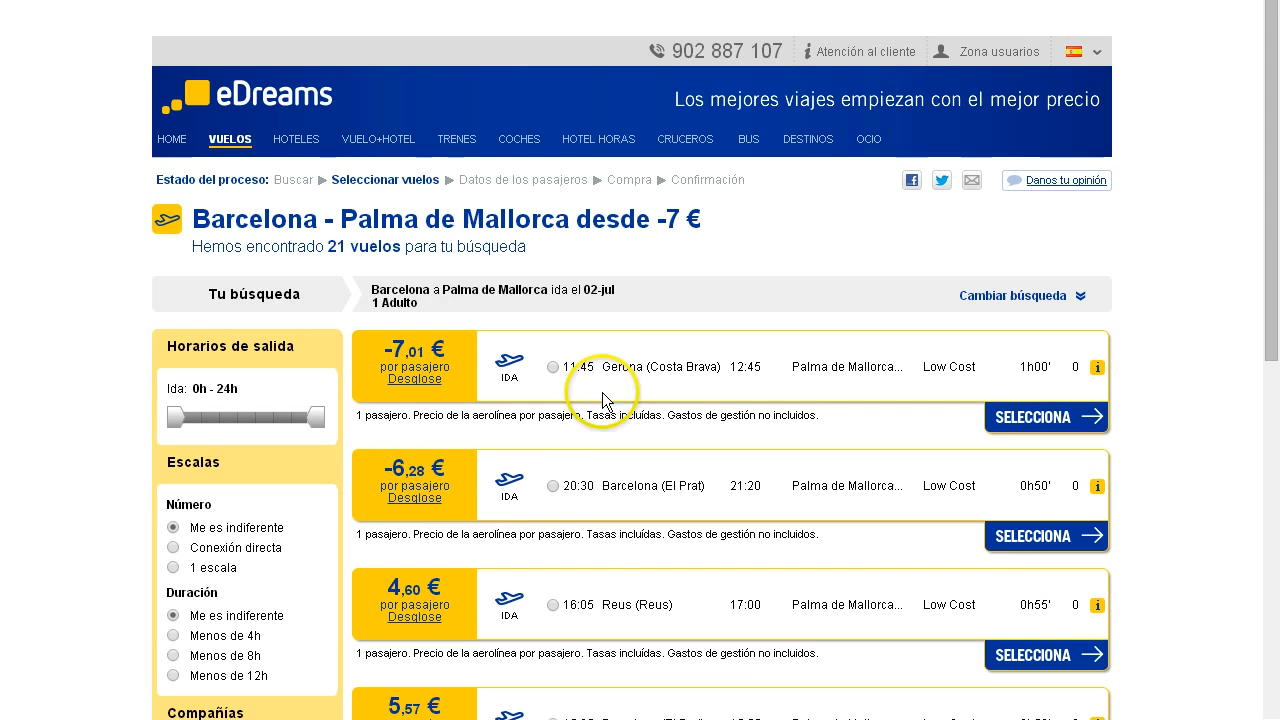 902 887 107 Atención al cliente Zona usuarios
eDreams
Los mejores viajes empiezan con el mejor precio
HOME VUELOS HOTELES VUELO+HOTEL TRENES COCHES HOTEL HORAS CRUCEROS BUS DESTINOS OCIO
Estado del proceso: Buscar Seleccionar vuelos Datos de los pasajeros Compra Confirmación Danos tu opinión
Barcelona - Palma de Mallorca desde -7 €
Hemos encontrado 21 vuelos para tu búsqueda
Tu búsqueda
Barcelona a Palma de Mallorca ida el 02-jul
1 Adulto
Cambiar búsqueda
Horarios de salida
Ida: 0h - 24h
Escalas
Número
Me es indiferente
Conexión directa
1 escala
Duración
Me es indiferente
Menos de 4h
Menos de 8h
Menos de 12h
Compañías
-7,01 €
por pasajero
Desglose
IDA
11:45 Gerona (Costa Brava) 12:45 Palma de Mallorca... Low Cost 1h00' 0 i
1 pasajero. Precio de la aerolínea por pasajero. Tasas incluidas. Gastos de gestión no incluidos.
SELECCIONA
-6,28 €
por pasajero
Desglose
IDA
20:30 Barcelona (El Prat) 21:20 Palma de Mallorca... Low Cost 0h50' 0 i
1 pasajero. Precio de la aerolínea por pasajero. Tasas incluidas. Gastos de gestión no incluidos.
SELECCIONA
4,60 €
por pasajero
Desglose
IDA
16:05 Reus (Reus) 17:00 Palma de Mallorca... Low Cost 0h55' 0 i
1 pasajero. Precio de la aerolínea por pasajero. Tasas incluidas. Gastos de gestión no incluidos.
SELECCIONA
5,57 €